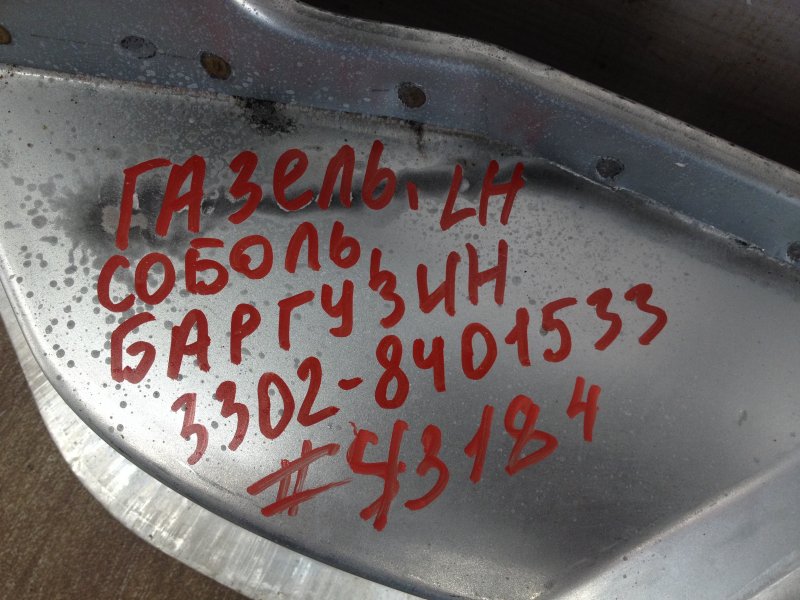 ГАЗель, LH
СОБОЛЬ,
БАРГУЗИН
3302-8401533
#43184